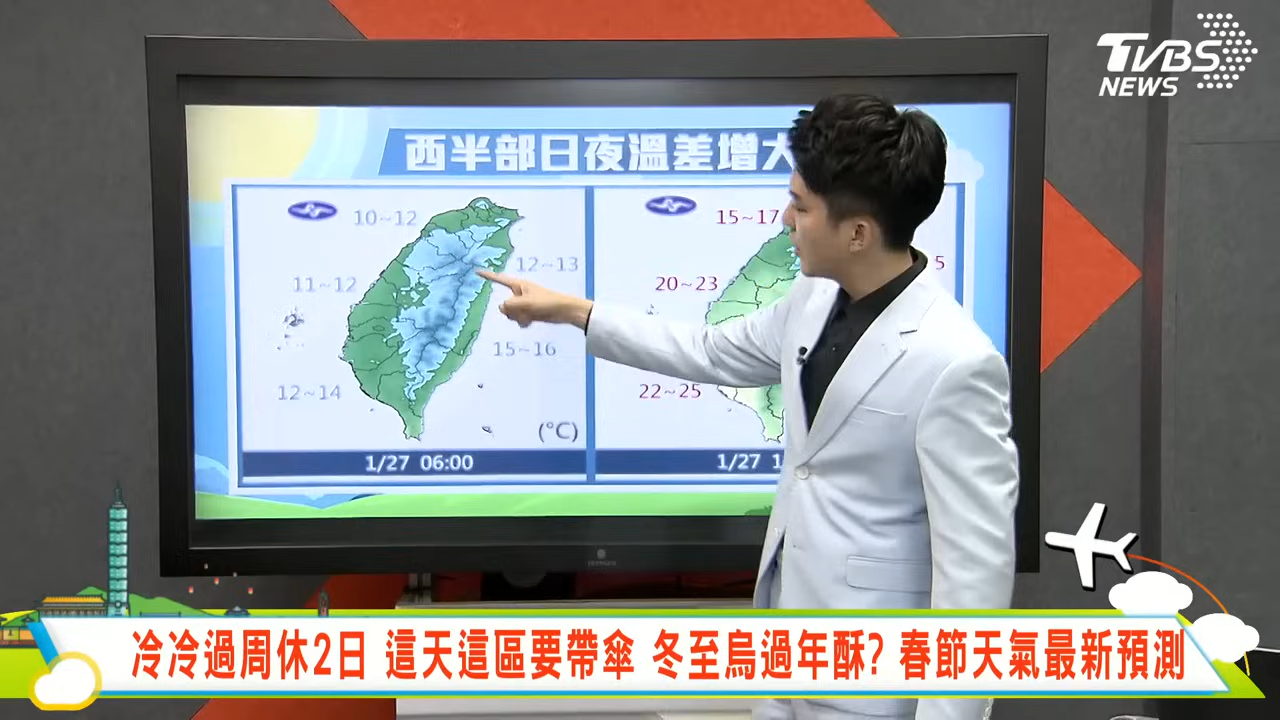 TVBS
NEWS
西半部日夜溫差增大
10~12
12~13
11~12
15~16
12~14
(°C)
1/27 06:00
15~17
20~23
22~25
1/27
冷冷過周休2日 這天這區要帶傘 冬至烏過年酥? 春節天氣最新預測